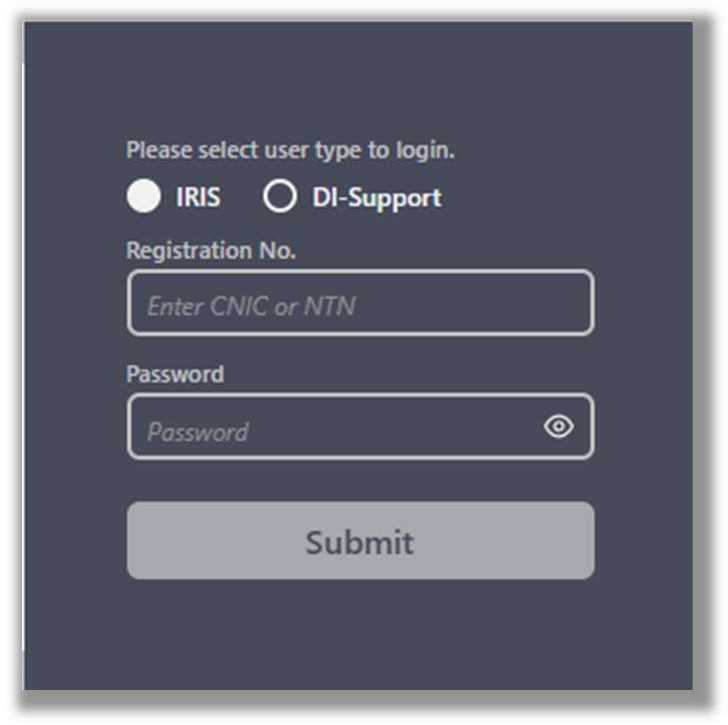 Please select user type to login.
IRIS DI-Support
Registration No.
Enter CNIC or NTN
Password
Password
Submit